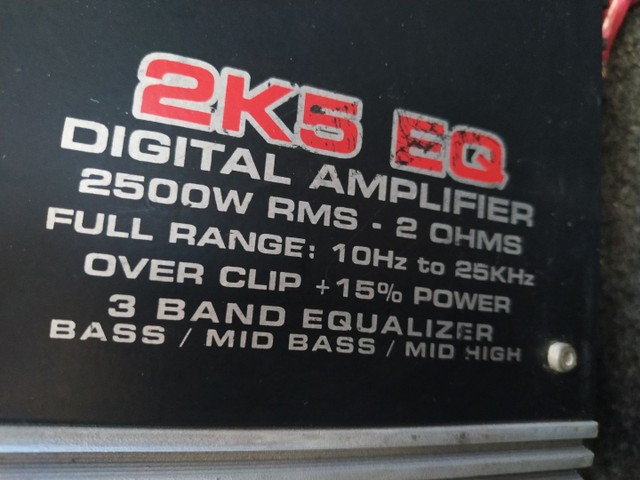 2K5 EQ
DIGITAL AMPLIFIER
2500W RMS - 2 OHMS
FULL RANGE: 10Hz to 25KHz
OVER CLIP +15% POWER
3 BAND EQUALIZER
BASS / MID BASS / MID HIGH